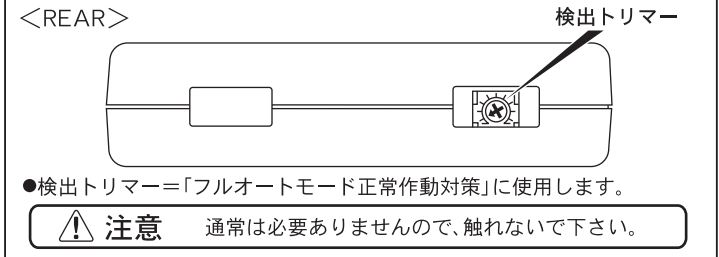 ＜REAR＞
検出トリマー
●検出トリマー＝｢フルオートモード正常作動対策｣に使用します。
注意 通常は必要ありませんので､触れないで下さい。